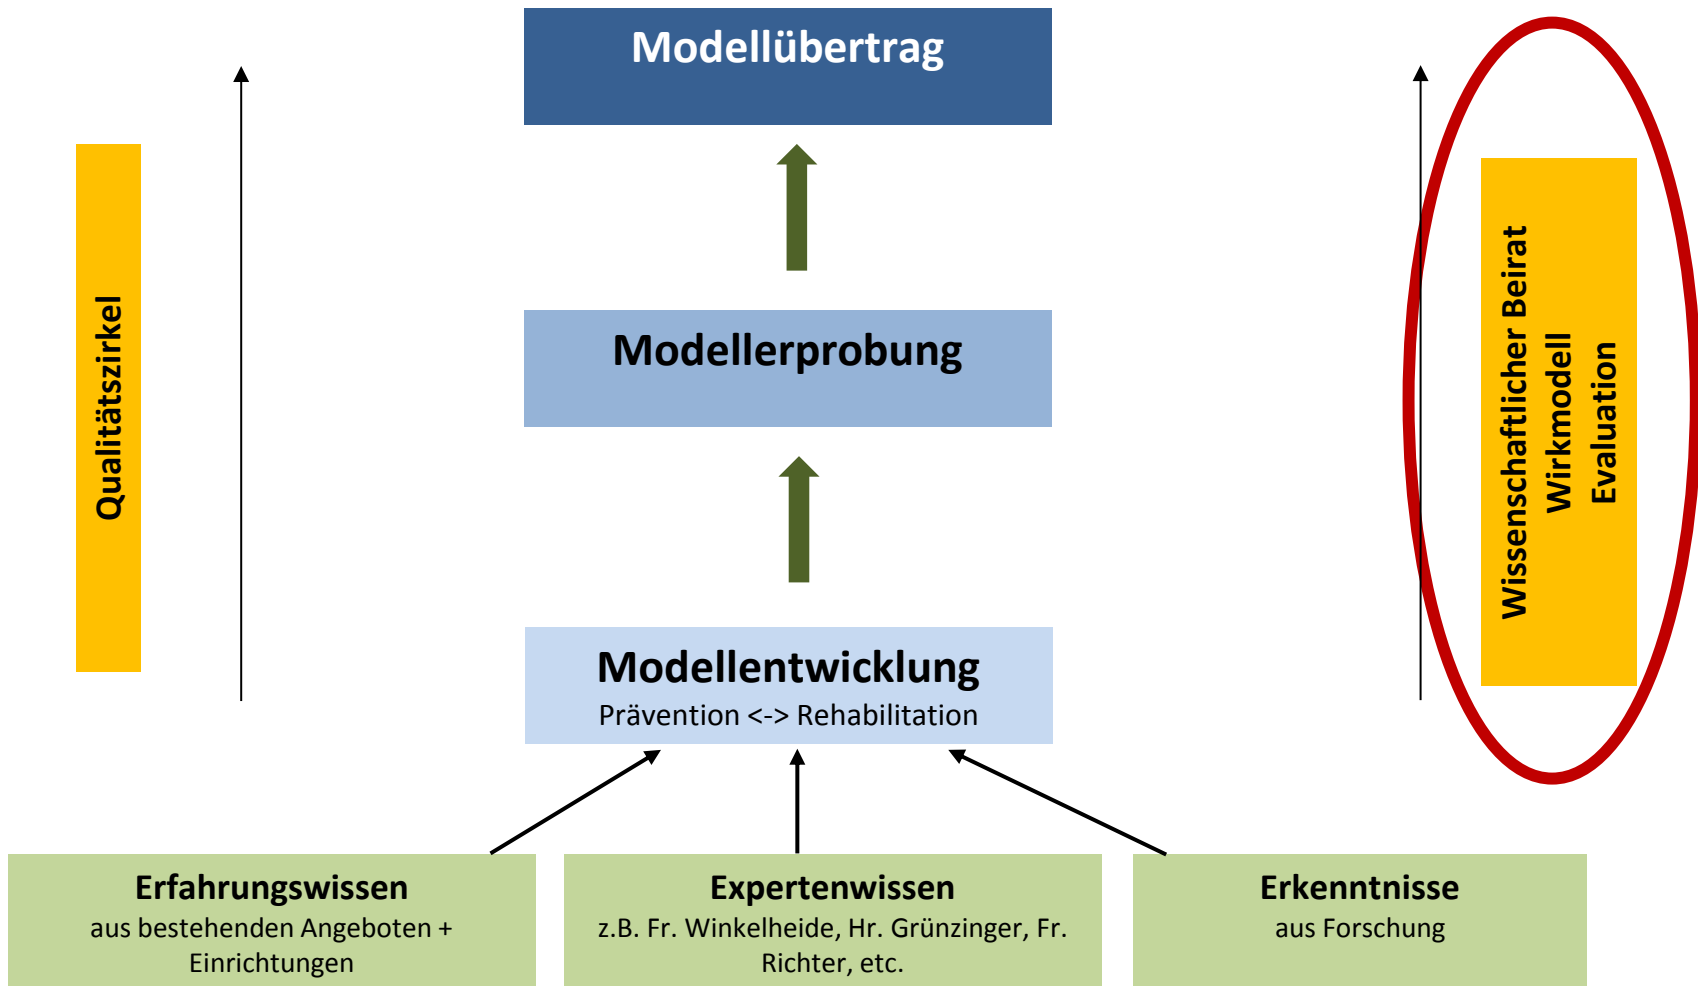 Modellübertrag
Qualitätszirkel
Modellerprobung
Wissenschaftlicher Beirat
Wirkmodell
Evaluation
Modellentwicklung
Prävention <-> Rehabilitation
Erfahrungswissen
aus bestehenden Angeboten +
Einrichtungen
Expertenwissen
z.B. Fr. Winkelheide, Hr. Grünzinger, Fr.
Richter, etc.
Erkenntnisse
aus Forschung